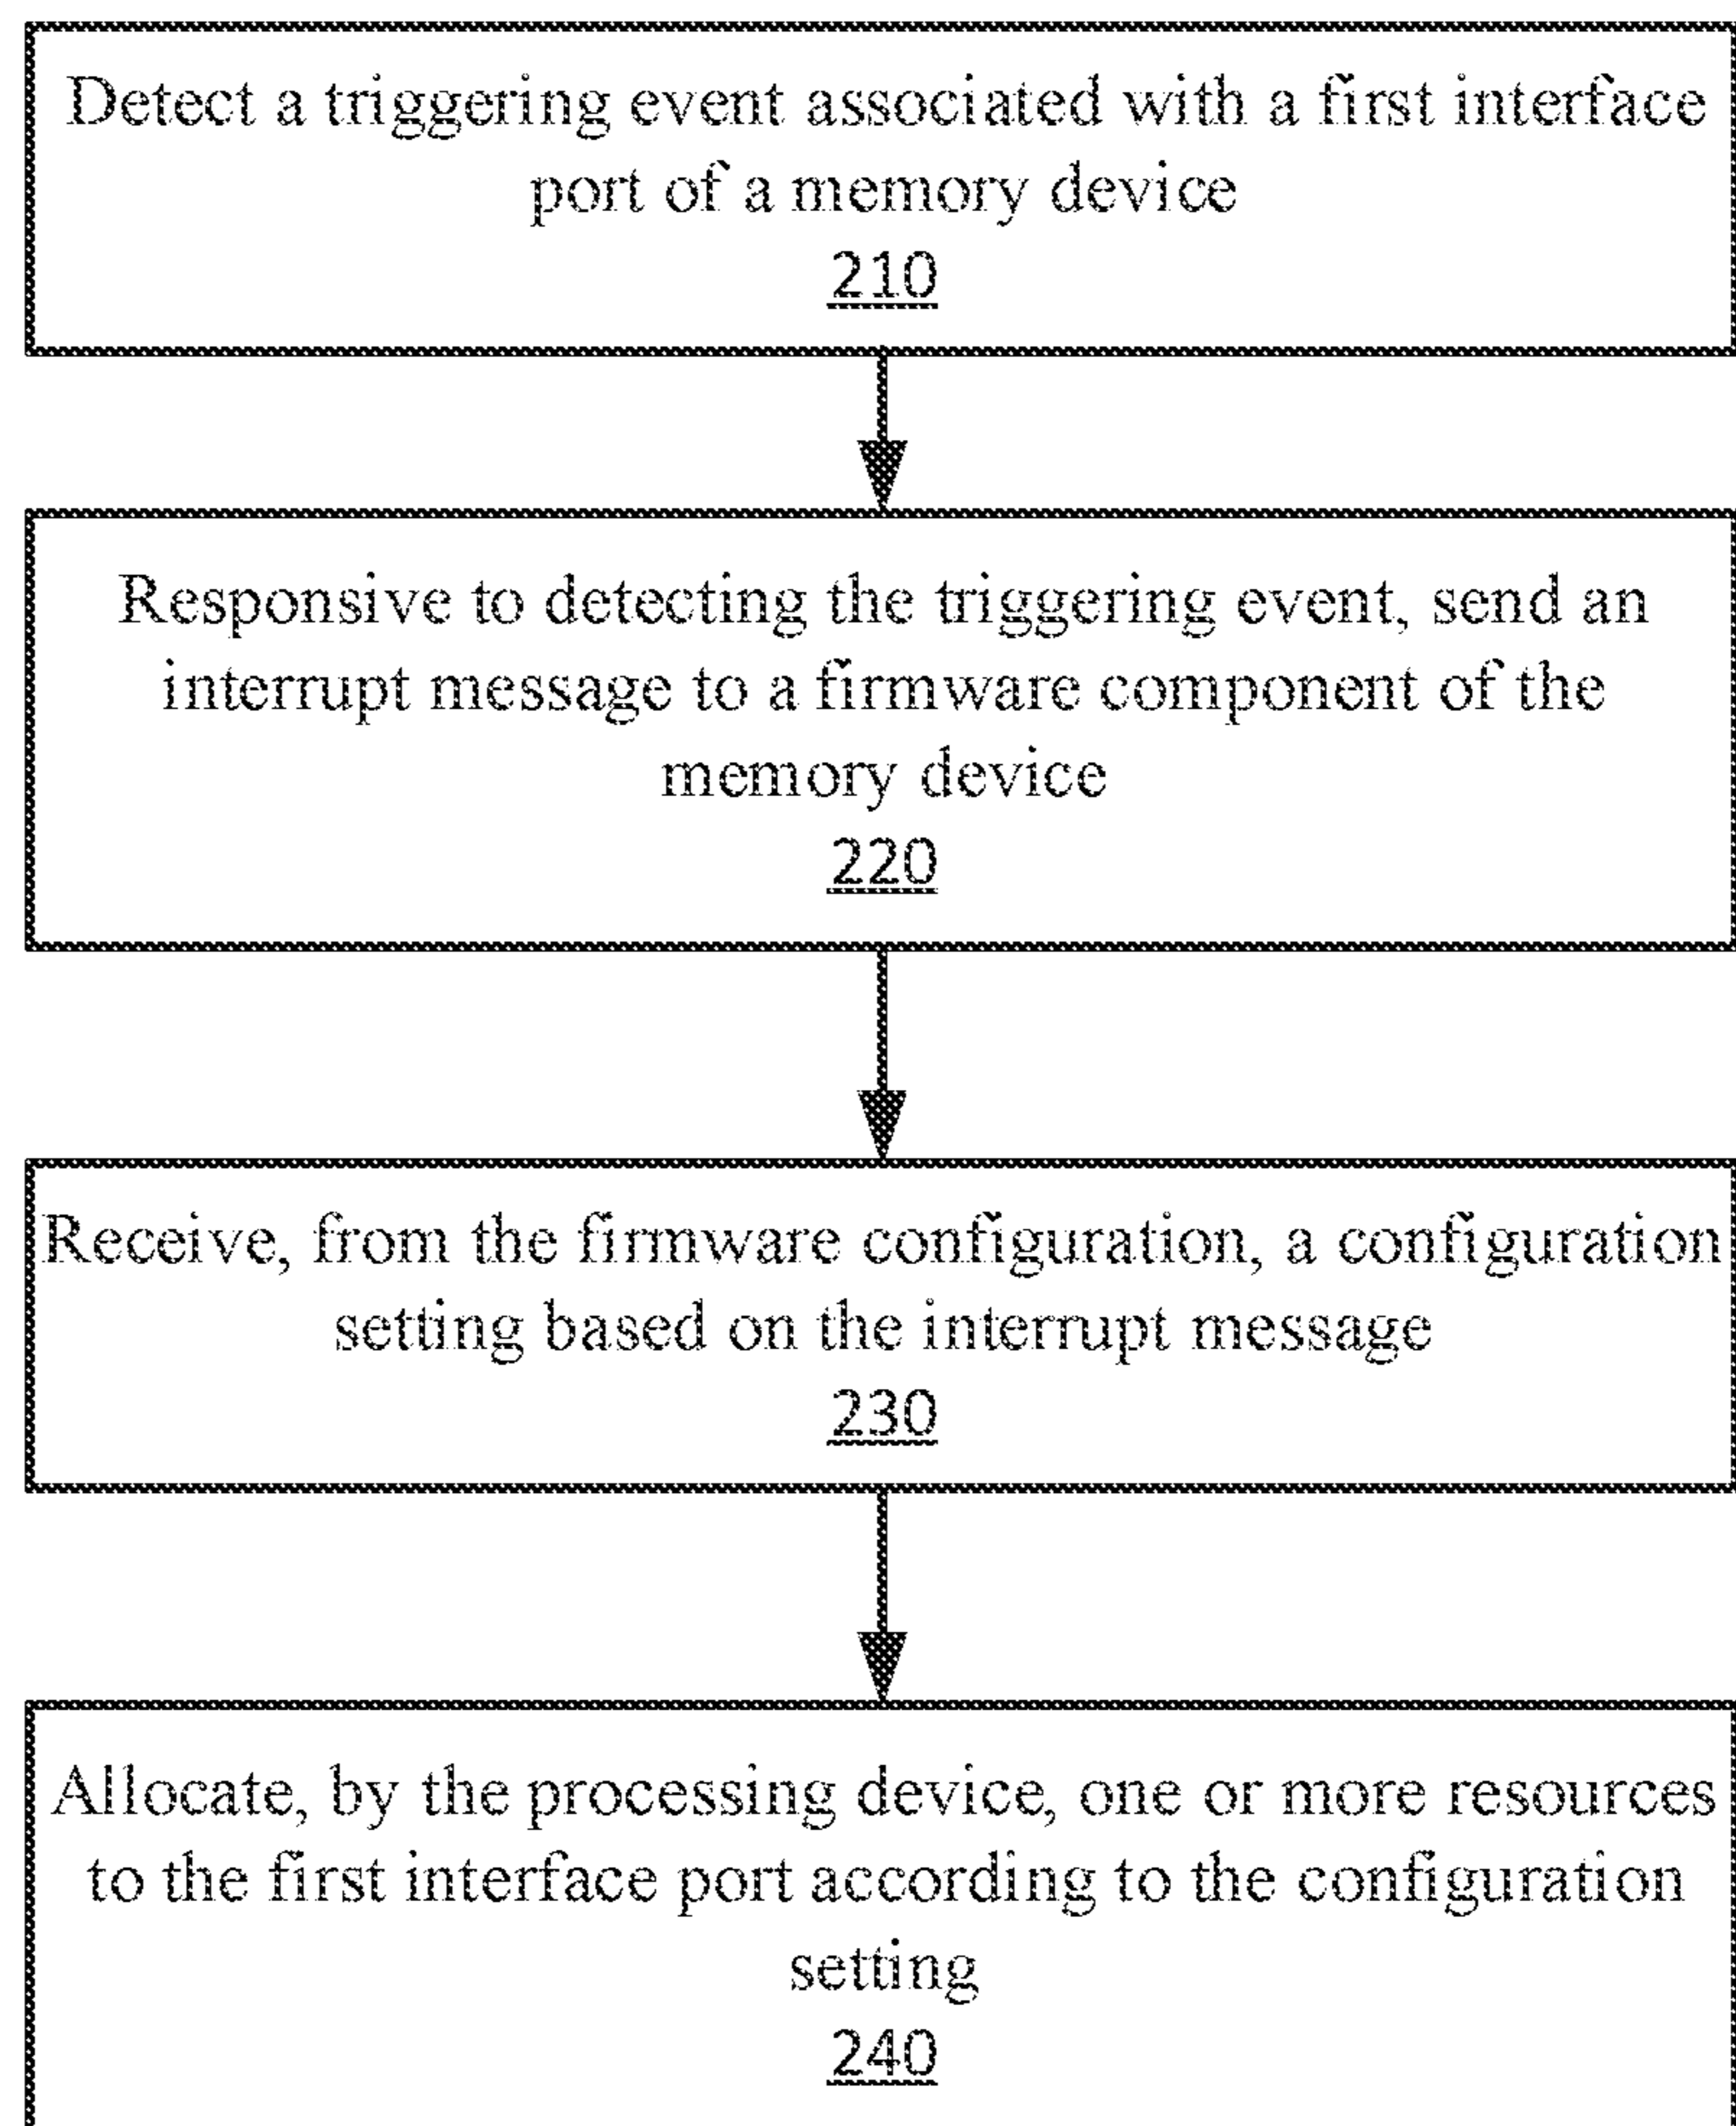 Detect a triggering event associated with a first interface
port of a memory device
210
Responsive to detecting the triggering event, send an
interrupt message to a firmware component of the
memory device
220
Receive, from the firmware configuration, a configuration
setting based on the interrupt message
230
Allocate, by the processing device, one or more resources
to the first interface port according to the configuration
setting
240